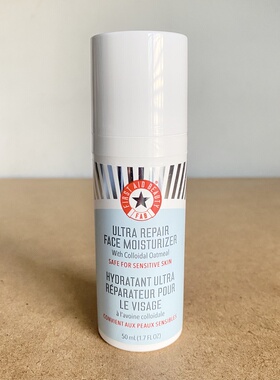 FIRST AID BEAUTY
FAB
ULTRA REPAIR
FACE MOISTURIZER
With Colloidal Oatmeal
SAFE FOR SENSITIVE SKIN
HYDRATANT ULTRA
RÉPARATEUR POUR
LE VISAGE
à l'avoine colloïdale
CONVIENT AUX PEAUX SENSIBLES
50 ml (1.7 FL OZ)